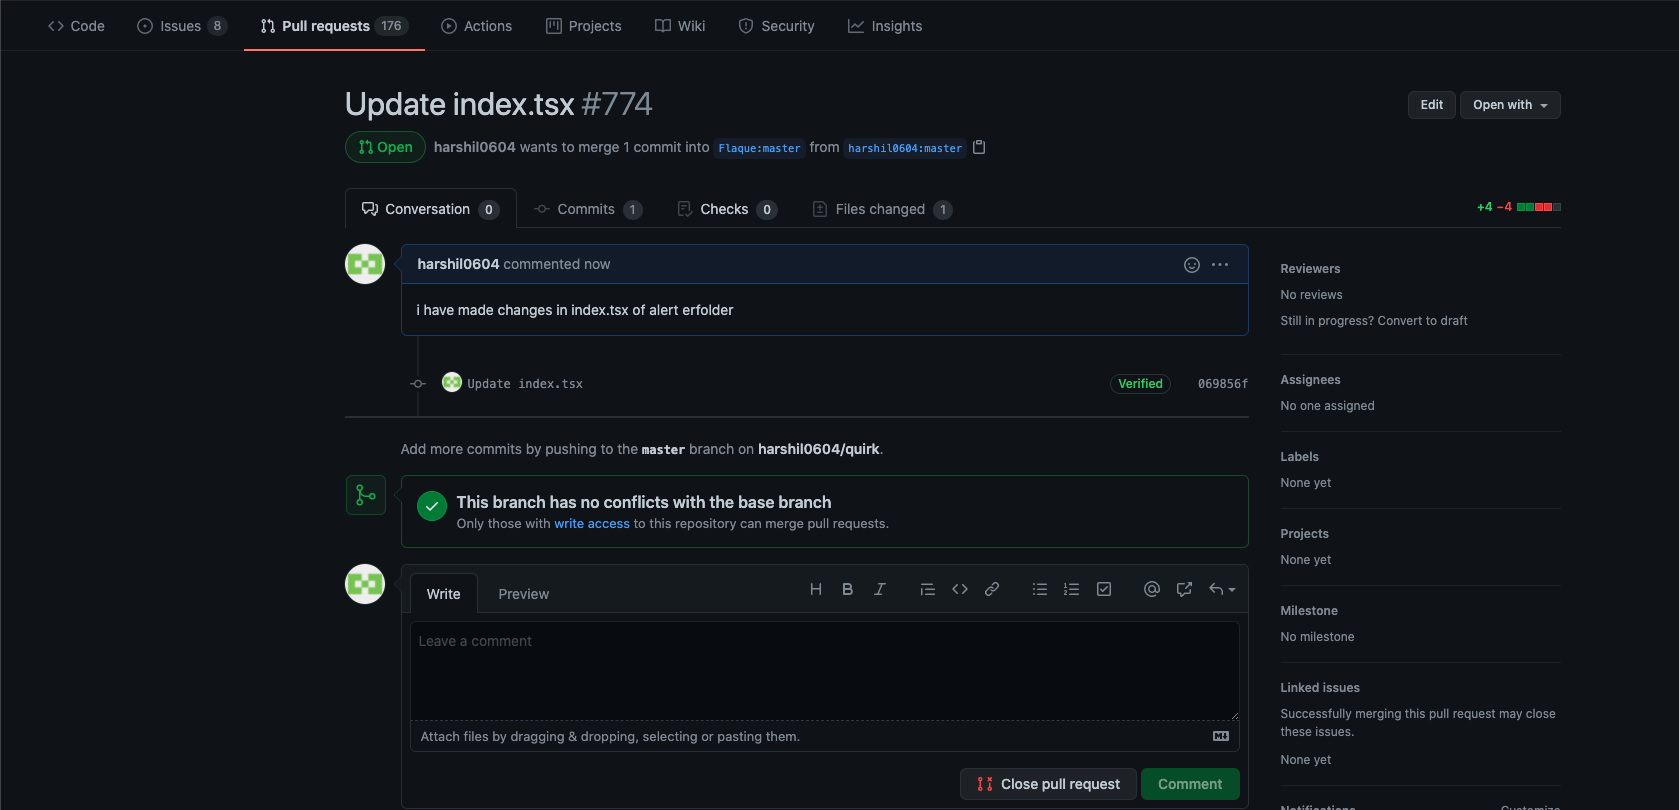 Code Issues 8 Pull requests 176 Actions Projects Wiki Security Insights
Update index.tsx #774
Edit Open with
Open harshil0604 wants to merge 1 commit into Flaque:master from harshil0604:master
Conversation 0 Commits 1 Checks 0 Files changed 1
+4 −4
harshil0604 commented now
i have made changes in index.tsx of alert erfolder
Update index.tsx Verified 069856f
Add more commits by pushing to the master branch on harshil0604/quirk.
This branch has no conflicts with the base branch
Only those with write access to this repository can merge pull requests.
Write Preview
Leave a comment
Attach files by dragging & dropping, selecting or pasting them.
Close pull request Comment
Reviewers
No reviews
Still in progress? Convert to draft
Assignees
No one assigned
Labels
None yet
Projects
None yet
Milestone
No milestone
Linked issues
Successfully merging this pull request may close
these issues.
None yet
Notifications Customize